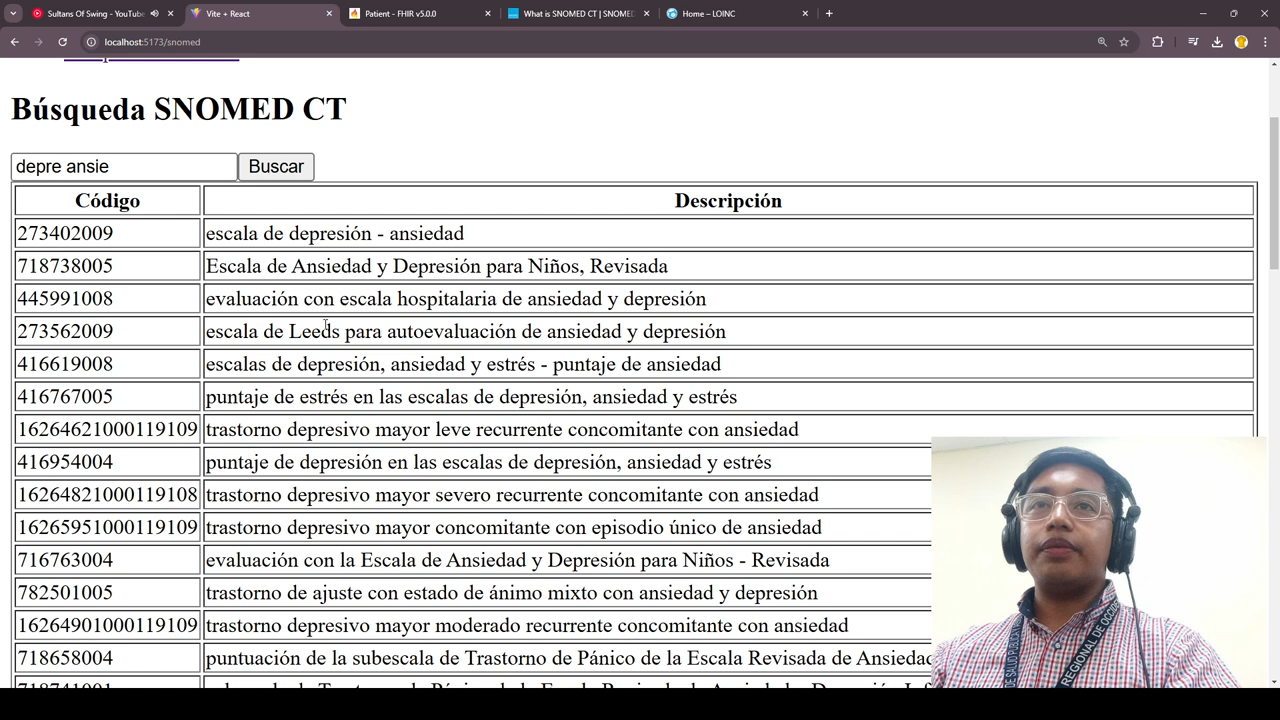 Sultans Of Swing - YouTube
Vite + React
Patient - FHIR v5.0.0
What is SNOMED CT | SNOMED
Home – LOINC
localhost:5173/snomed
Búsqueda SNOMED CT
depre ansie
Buscar
Código Descripción
273402009 escala de depresión - ansiedad
718738005 Escala de Ansiedad y Depresión para Niños, Revisada
445991008 evaluación con escala hospitalaria de ansiedad y depresión
273562009 escala de Leeds para autoevaluación de ansiedad y depresión
416619008 escalas de depresión, ansiedad y estrés - puntaje de ansiedad
416767005 puntaje de estrés en las escalas de depresión, ansiedad y estrés
16264621000119109 trastorno depresivo mayor leve recurrente concomitante con ansiedad
416954004 puntaje de depresión en las escalas de depresión, ansiedad y estrés
16264821000119108 trastorno depresivo mayor severo recurrente concomitante con ansiedad
16265951000119109 trastorno depresivo mayor concomitante con episodio único de ansiedad
716763004 evaluación con la Escala de Ansiedad y Depresión para Niños - Revisada
782501005 trastorno de ajuste con estado de ánimo mixto con ansiedad y depresión
16264901000119109 trastorno depresivo mayor moderado recurrente concomitante con ansiedad
718658004 puntuación de la subescala de Trastorno de Pánico de la Escala Revisada de Ansiedad
DE SALUD PUBLICA
REGIONAL DE OCCIDE